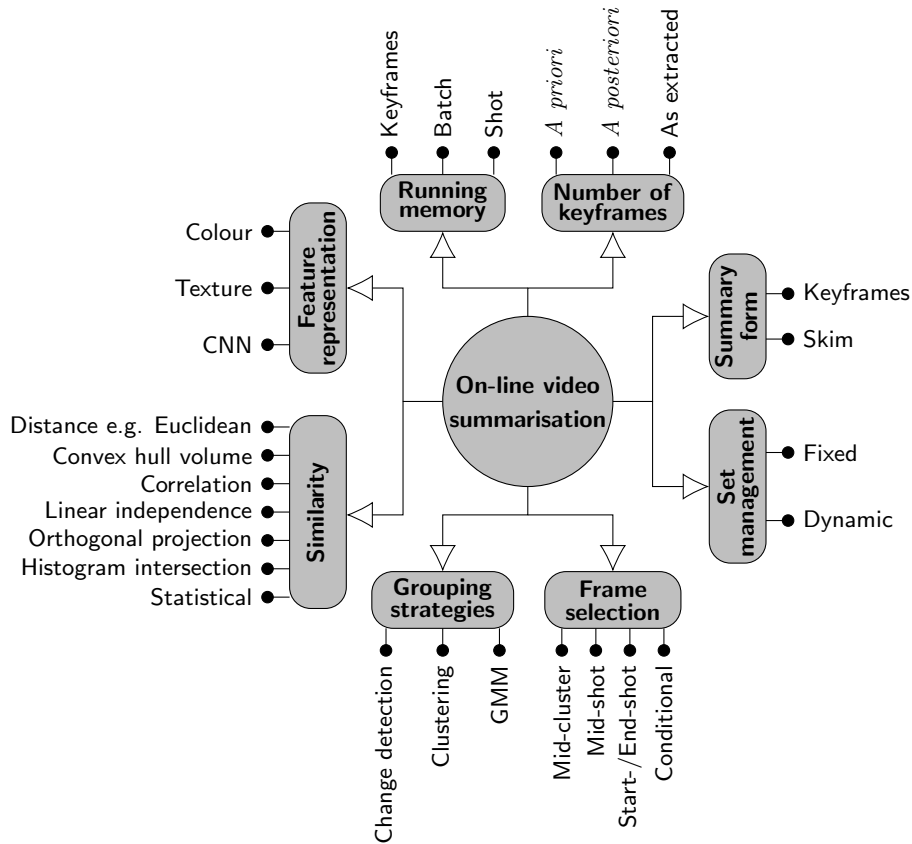 Keyframes
Batch
Shot
A priori
A posteriori
As extracted
Running
memory
Number of
keyframes
Colour
Texture
CNN
Feature
representation
Summary
form
Keyframes
Skim
On-line video
summarisation
Distance e.g. Euclidean
Convex hull volume
Correlation
Linear independence
Orthogonal projection
Histogram intersection
Statistical
Similarity
Set
management
Fixed
Dynamic
Grouping
strategies
Frame
selection
Change detection
Clustering
GMM
Mid-cluster
Mid-shot
Start-/End-shot
Conditional